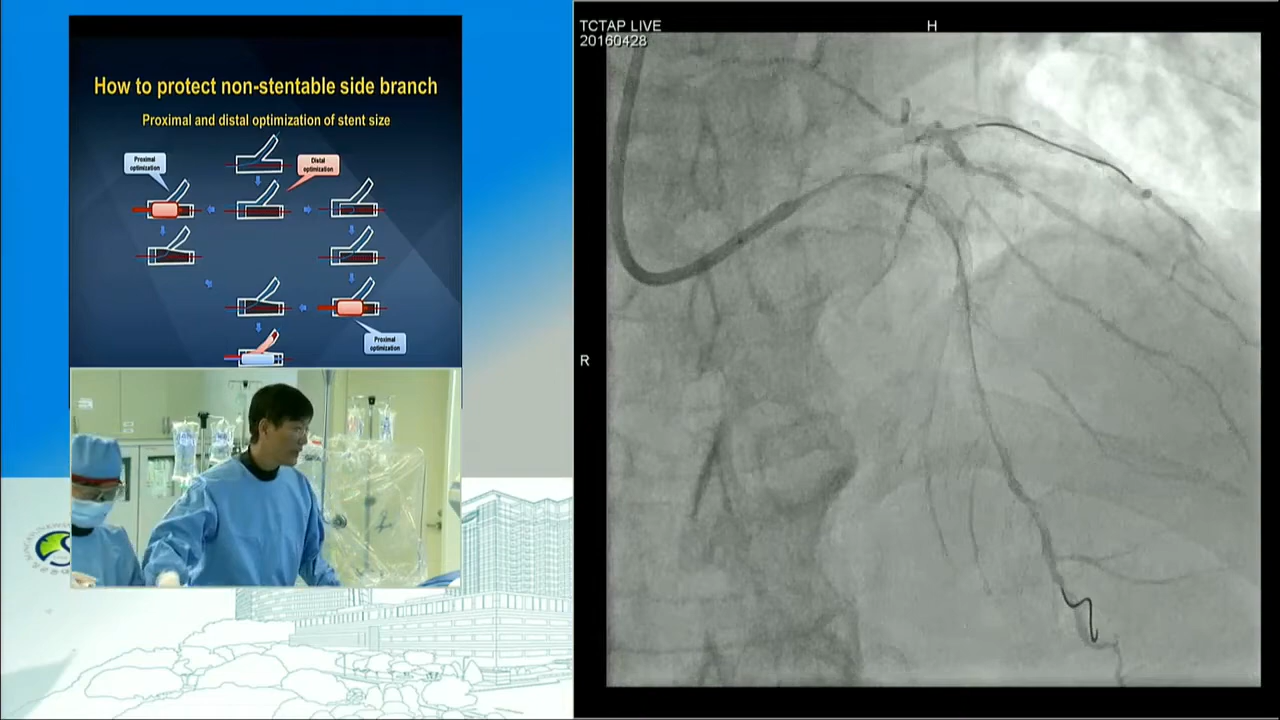 How to protect non-stentable side branch
Proximal and distal optimization of stent size
Proximal
optimization
Distal
optimization
Proximal
optimization
TCTAP LIVE
20160428
H
R